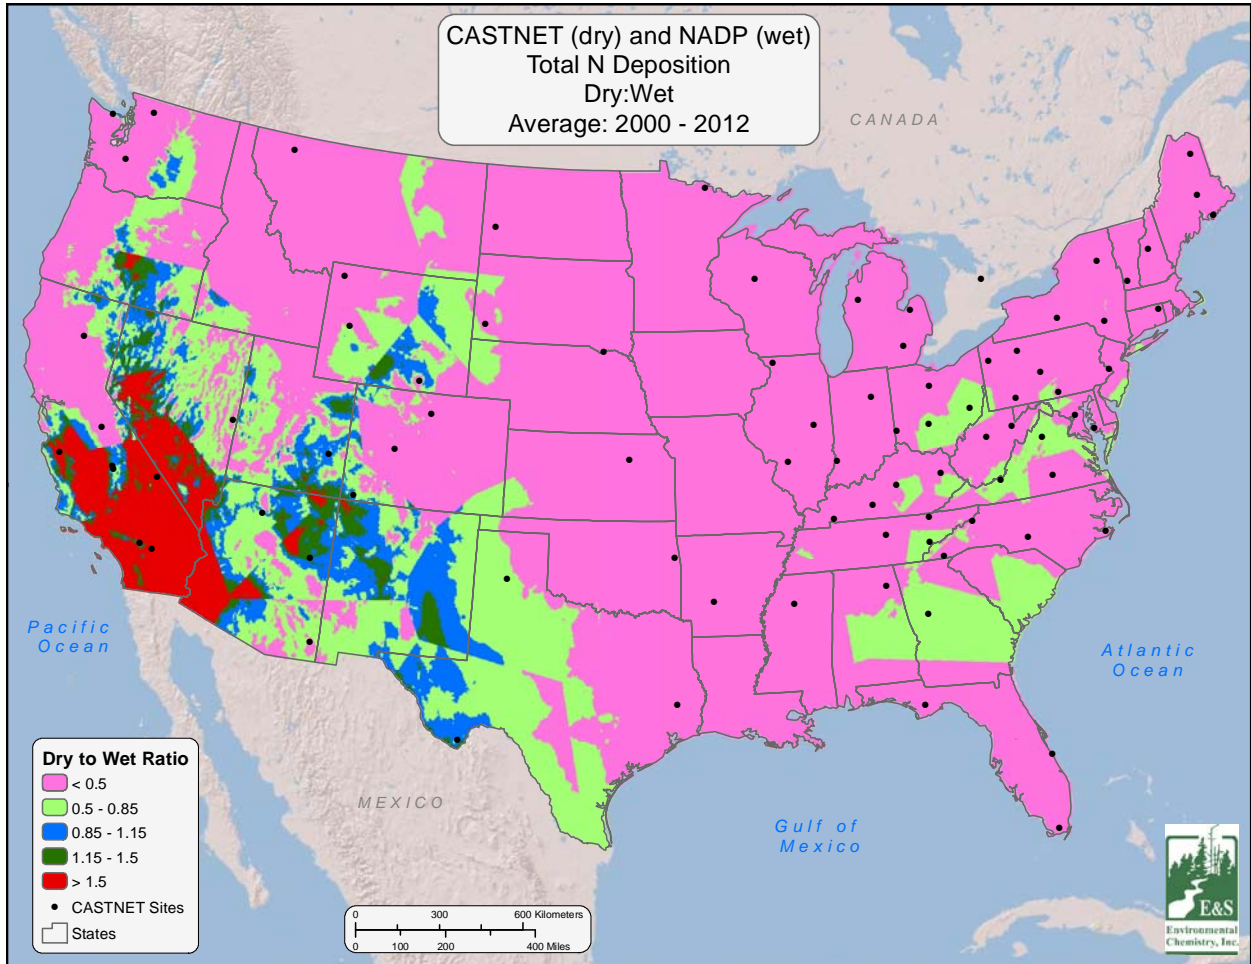 CASTNET (dry) and NADP (wet)
Total N Deposition
Dry:Wet
Average: 2000 - 2012
CANADA
Pacific
Ocean
Atlantic
Ocean
MEXICO
Gulf of
Mexico
Dry to Wet Ratio
< 0.5
0.5 - 0.85
0.85 - 1.15
1.15 - 1.5
> 1.5
CASTNET Sites
States
0 300 600 Kilometers
0 100 200 400 Miles
E&S
Environmental
Chemistry, Inc.